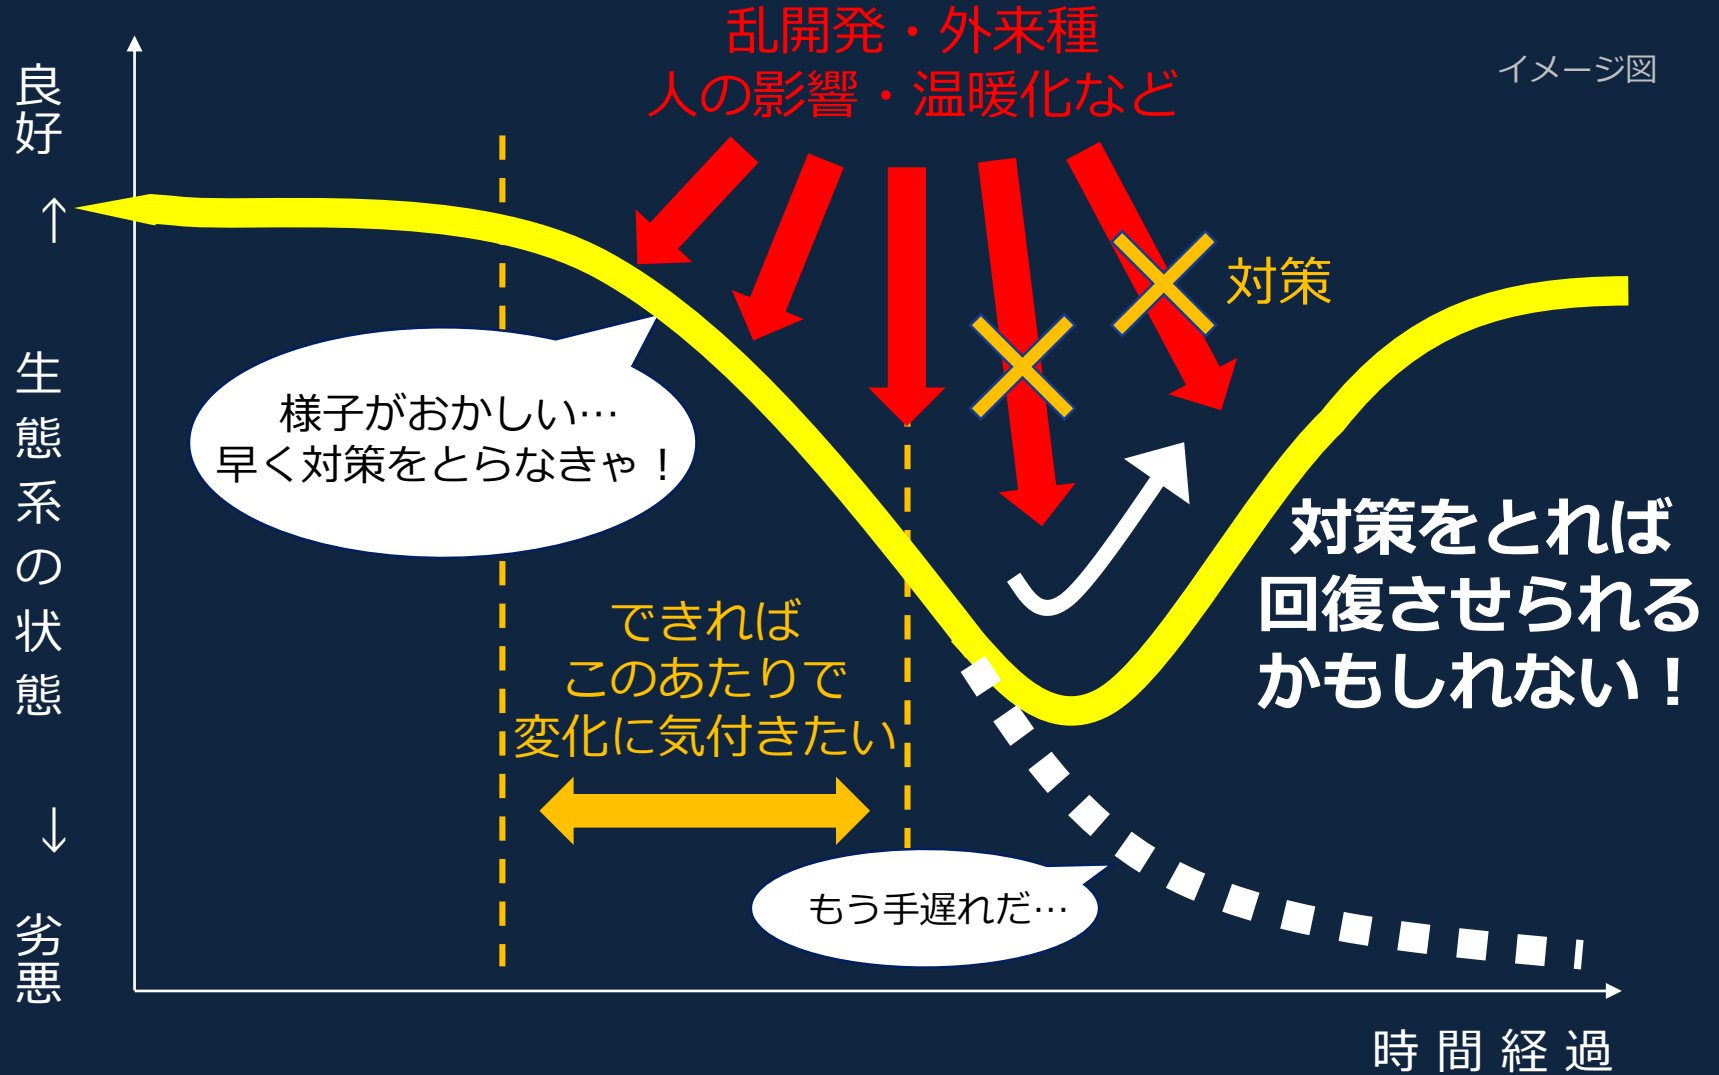 乱開発・外来種
人の影響・温暖化など
イメージ図
良好
↑
生態系の状態
↓
劣悪
対策
様子がおかしい…
早く対策をとらなきゃ！
対策をとれば
回復させられる
かもしれない！
できれば
このあたりで
変化に気付きたい
もう手遅れだ…
時間経過